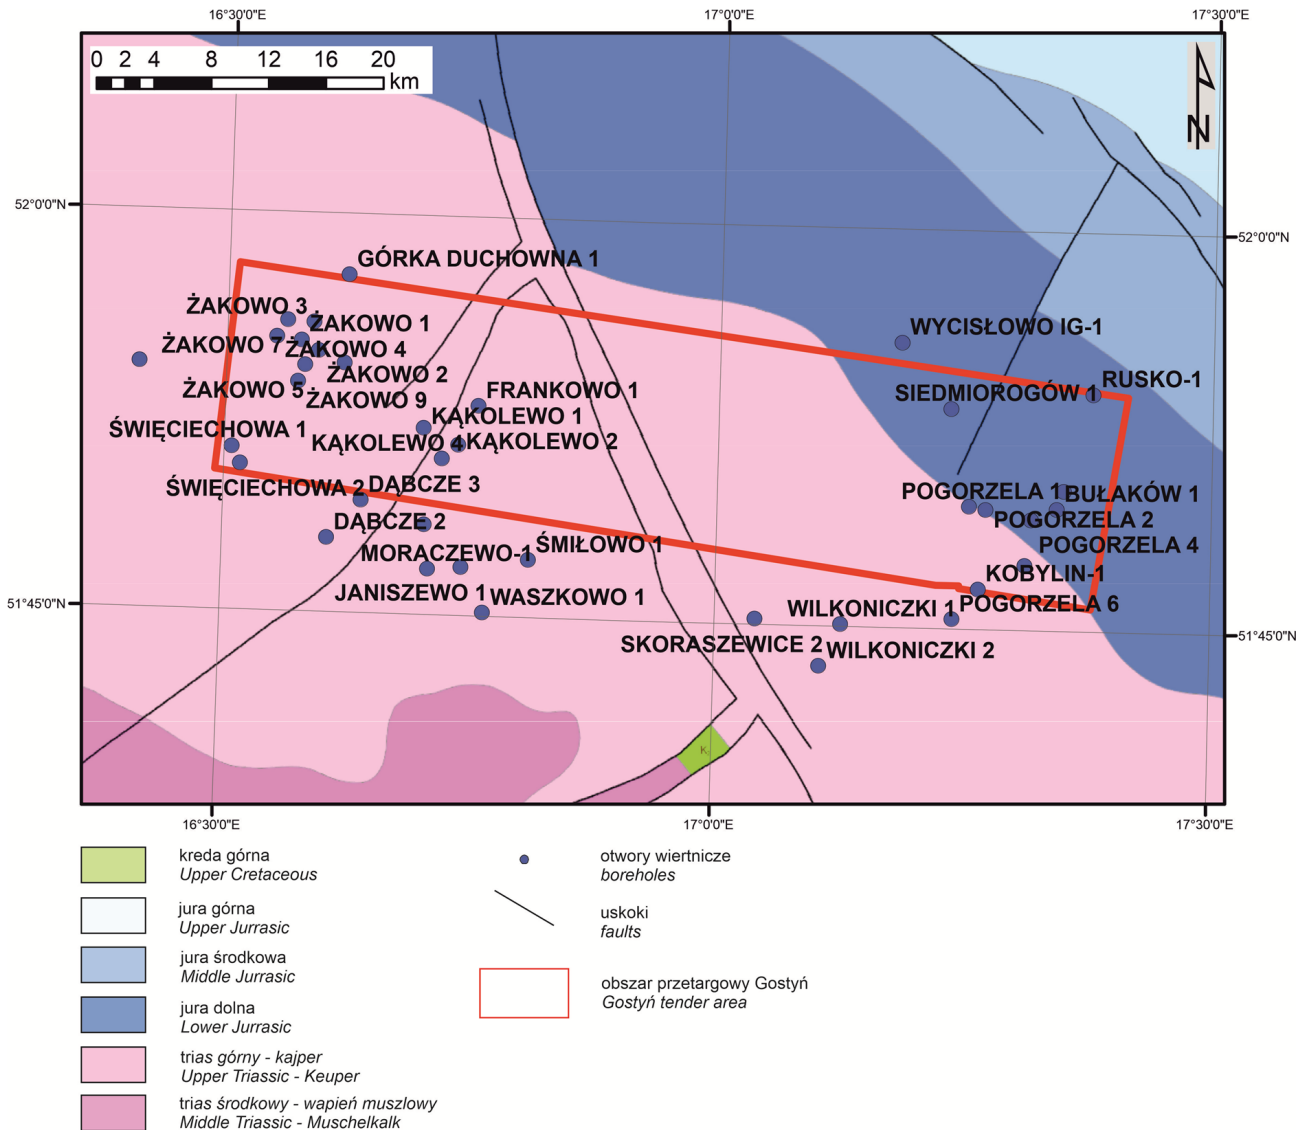 16°30'0"E
17°0'0"E
17°30'0"E
0 2 4 8 12 16 20
km
N
52°0'0"N
52°0'0"N
GÓRKA DUCHOWNA 1
ŻAKOWO 3
ŻAKOWO 1
WYCISŁOWO IG-1
ŻAKOWO 7
ŻAKOWO 4
ŻAKOWO 2
RUSKO-1
ŻAKOWO 5
FRANKOWO 1
SIEDMIOROGÓW 1
ŻAKOWO 9
KĄKOLEWO 1
ŚWIĘCIECHOWA 1
KĄKOLEWO 4
KĄKOLEWO 2
ŚWIĘCIECHOWA 2
DĄBCZE 3
POGORZELA 1
BUŁAKÓW 1
DĄBCZE 2
POGORZELA 2
MORACZEWO-1
ŚMIŁOWO 1
POGORZELA 4
KOBYLIN-1
JANISZEWO 1
WASZKOWO 1
WILKONICZKI 1
POGORZELA 6
51°45'0"N
51°45'0"N
SKORASZEWICE 2
WILKONICZKI 2
K
16°30'0"E
17°0'0"E
17°30'0"E
kreda górna
Upper Cretaceous
jura górna
Upper Jurrasic
jura środkowa
Middle Jurrasic
jura dolna
Lower Jurrasic
trias górny - kajper
Upper Triassic - Keuper
trias środkowy - wapień muszlowy
Middle Triassic - Muschelkalk
otwory wiertnicze
boreholes
uskoki
faults
obszar przetargowy Gostyń
Gostyń tender area